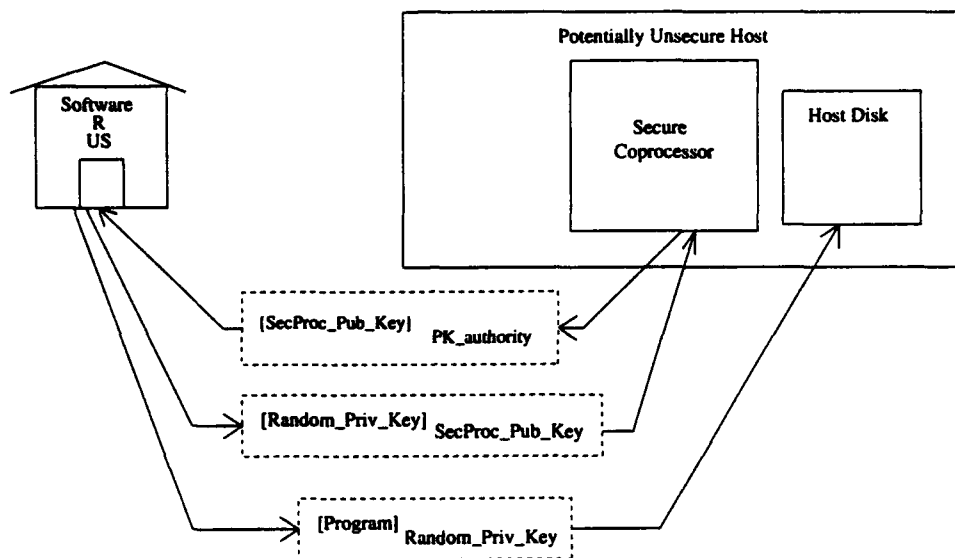 Potentially Unsecure Host
Software
R
US
Secure
Coprocessor
Host Disk
[SecProc_Pub_Key] PK_authority
[Random_Priv_Key] SecProc_Pub_Key
[Program] Random_Priv_Key